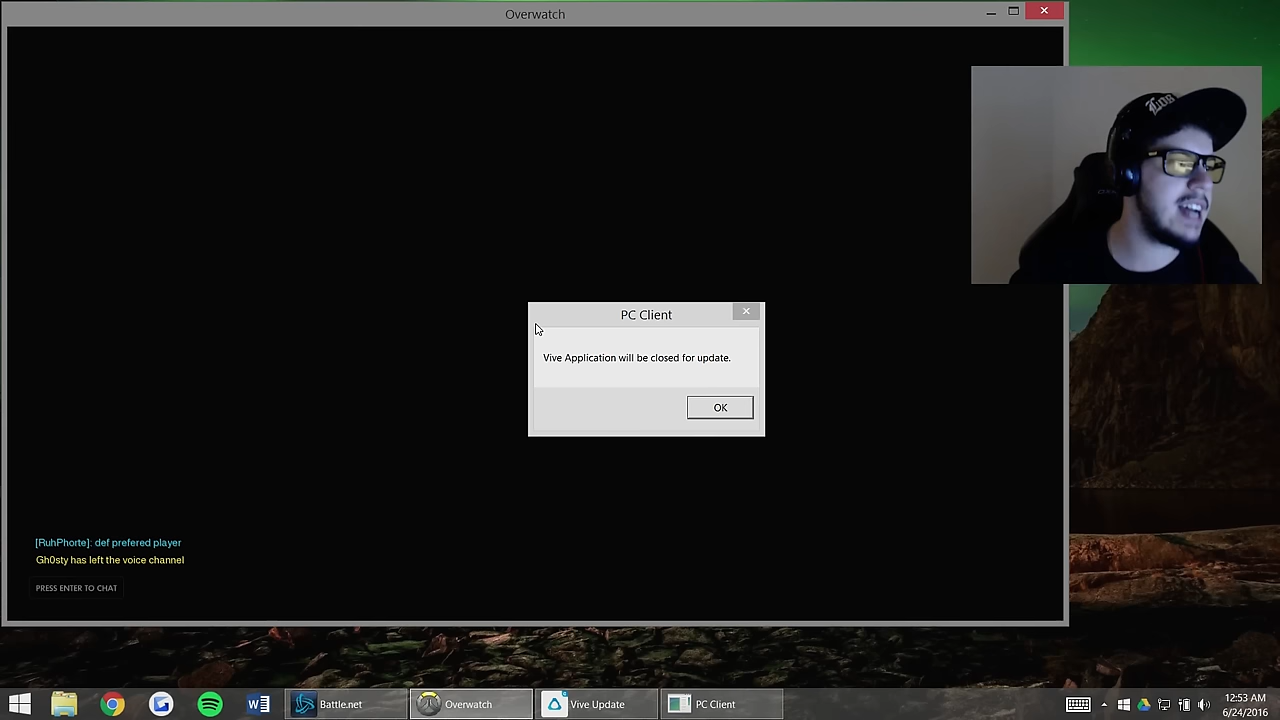 Overwatch
PC Client
Vive Application will be closed for update.
OK
[RuhPhorte]: def prefered player
Gh0sty has left the voice channel
PRESS ENTER TO CHAT
Battle.net
Overwatch
Vive Update
PC Client
12:53 AM
6/24/2016